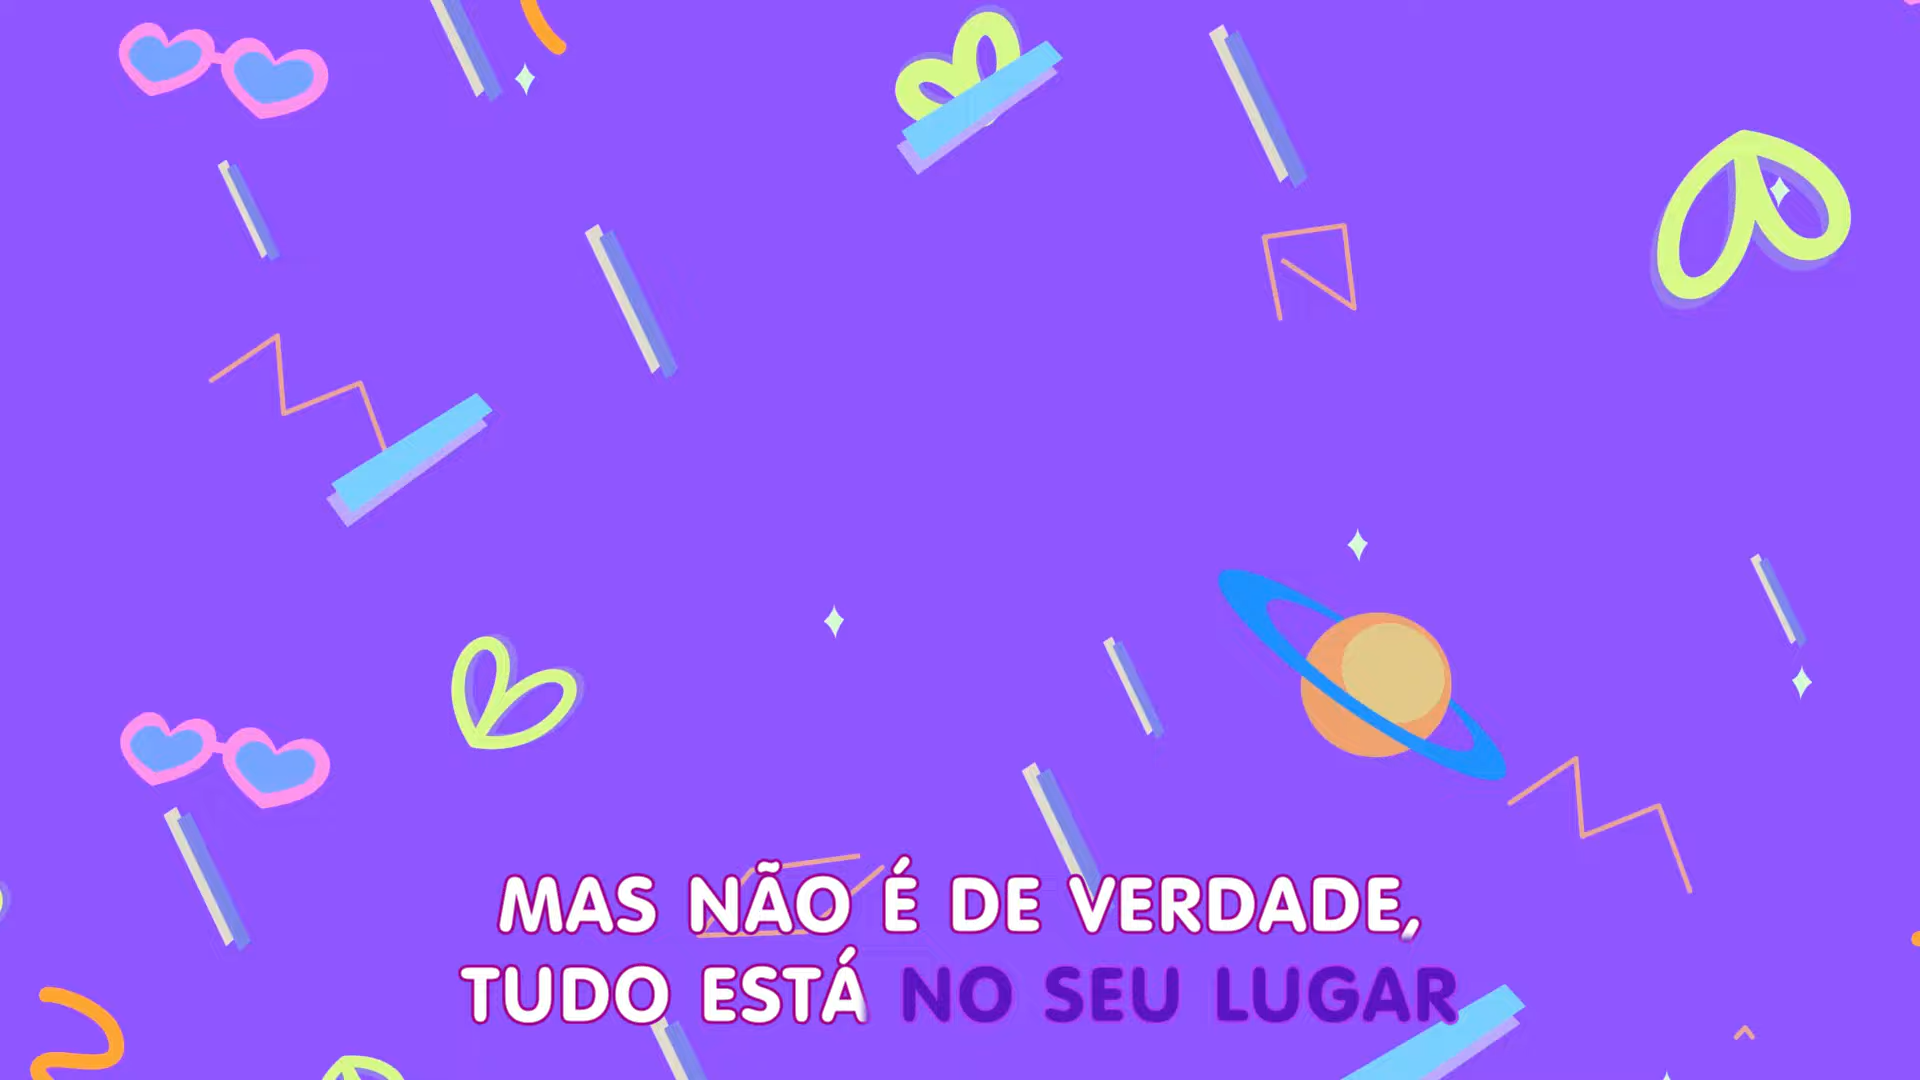 MAS NÃO É DE VERDADE,
TUDO ESTÁ NO SEU LUGAR